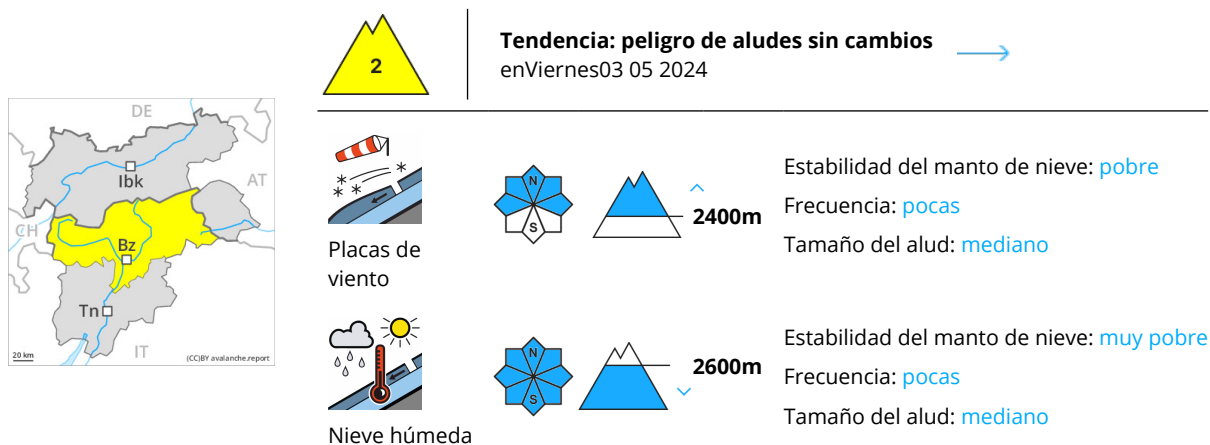 2
Tendencia: peligro de aludes sin cambios
enViernes03 05 2024
DE
Ibk
AT
CH
Bz
Tn
IT
20 km
(CC)BY avalanche.report
N
S
2400m
Placas de
viento
Estabilidad del manto de nieve: pobre
Frecuencia: pocas
Tamaño del alud: mediano
N
S
2600m
Nieve húmeda
Estabilidad del manto de nieve: muy pobre
Frecuencia: pocas
Tamaño del alud: mediano